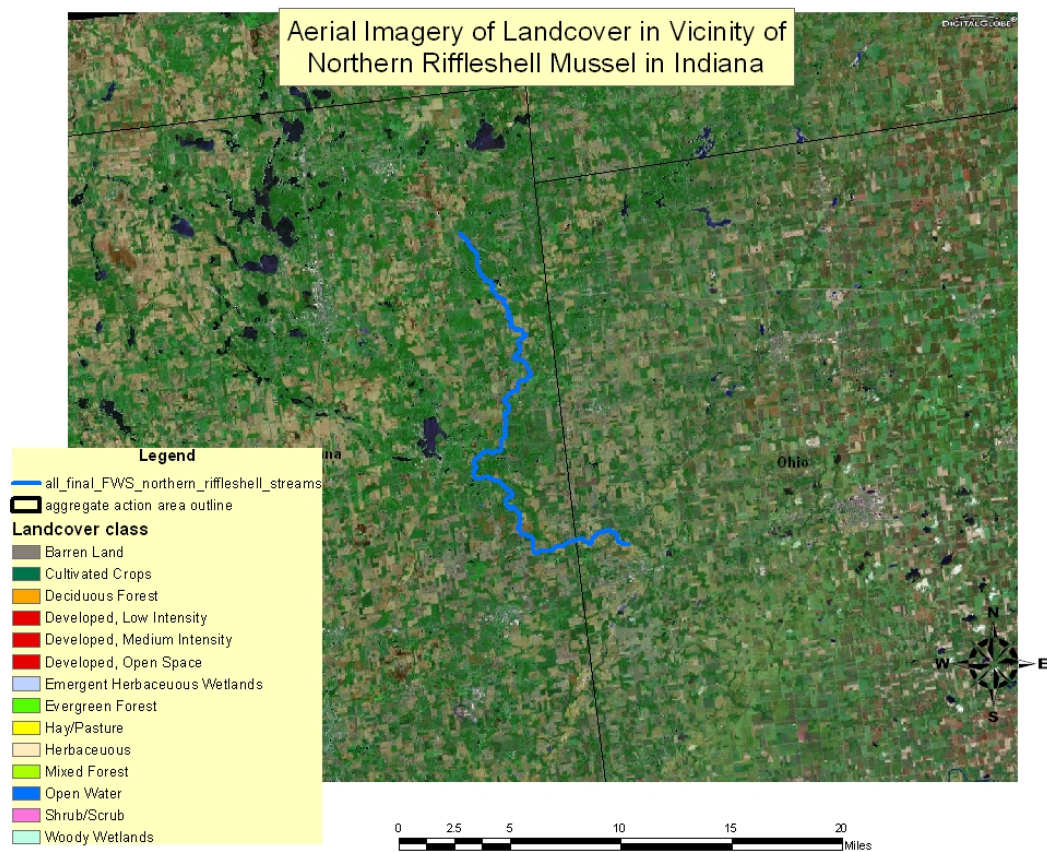 Aerial Imagery of Landcover in Vicinity of
Northern Riffleshell Mussel in Indiana
DIGITALGLOBE
Ohio
Legend
all_final_FWS_northern_riffleshell_streams
aggregate action area outline
Landcover class
Barren Land
Cultivated Crops
Deciduous Forest
Developed, Low Intensity
Developed, Medium Intensity
Developed, Open Space
Emergent Herbaceuous Wetlands
Evergreen Forest
Hay/Pasture
Herbaceuous
Mixed Forest
Open Water
Shrub/Scrub
Woody Wetlands
N
W E
S
0 2.5 5 10 15 20
Miles